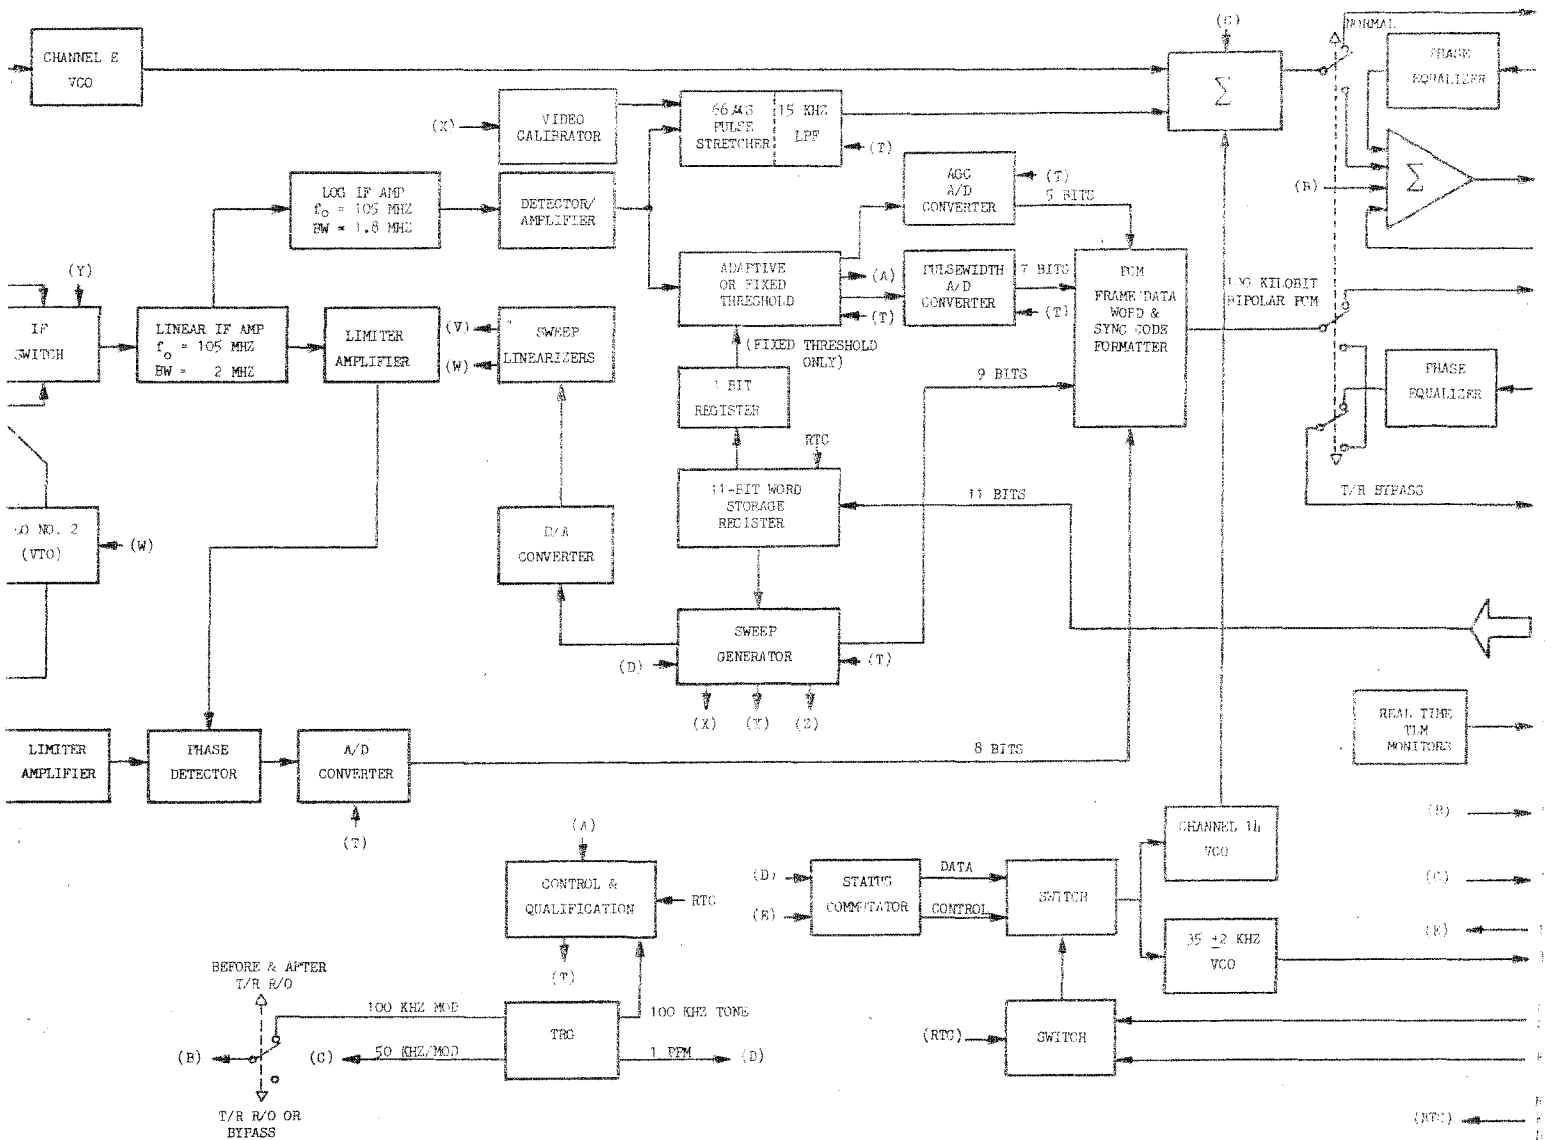 CHANNEL E
VCO
(X)
VIDEO
CALIBRATOR
66 µS
PULSE
STRETCHER
15 KHZ
LPF
(T)
(C)
Σ
NORMAL
PHASE
EQUALIZER
(B)
Σ
LOG IF AMP
fo = 105 MHZ
BW = 1.8 MHZ
DETECTOR/
AMPLIFIER
AGC
A/D
CONVERTER
(T)
5 BITS
(Y)
IF
SWITCH
LINEAR IF AMP
fo = 105 MHZ
BW = 2 MHZ
LIMITER
AMPLIFIER
(V)
(W)
SWEEP
LINEARIZERS
ADAPTIVE
OR FIXED
THRESHOLD
(A)
(T)
(FIXED THRESHOLD
ONLY)
PULSEWIDTH
A/D
CONVERTER
7 BITS
(T)
PCM
FRAME/DATA
WORD &
SYNC CODE
FORMATTER
100 KILOBIT
BIPOLAR PCM
PHASE
EQUALIZER
T/R BYPASS
1 BIT
REGISTER
9 BITS
RTC
11-BIT WORD
STORAGE
REGISTER
11 BITS
LO NO. 2
(VTO)
(W)
D/A
CONVERTER
SWEEP
GENERATOR
(D)
(T)
(X)
(Y)
(Z)
REAL TIME
TLM
MONITORS
LIMITER
AMPLIFIER
PHASE
DETECTOR
A/D
CONVERTER
(T)
8 BITS
(A)
CONTROL &
QUALIFICATION
RTC
(T)
(D)
(E)
STATUS
COMMUTATOR
DATA
CONTROL
SWITCH
CHANNEL 14
VCO
35 ±2 KHZ
VCO
(B)
(C)
(E)
BEFORE & AFTER
T/R R/O
100 KHZ MOD
(B)
(C)
50 KHZ/MOD
TRG
100 KHZ TONE
1 PPM
(D)
(RTC)
SWITCH
T/R R/O OR
BYPASS
(RTC)